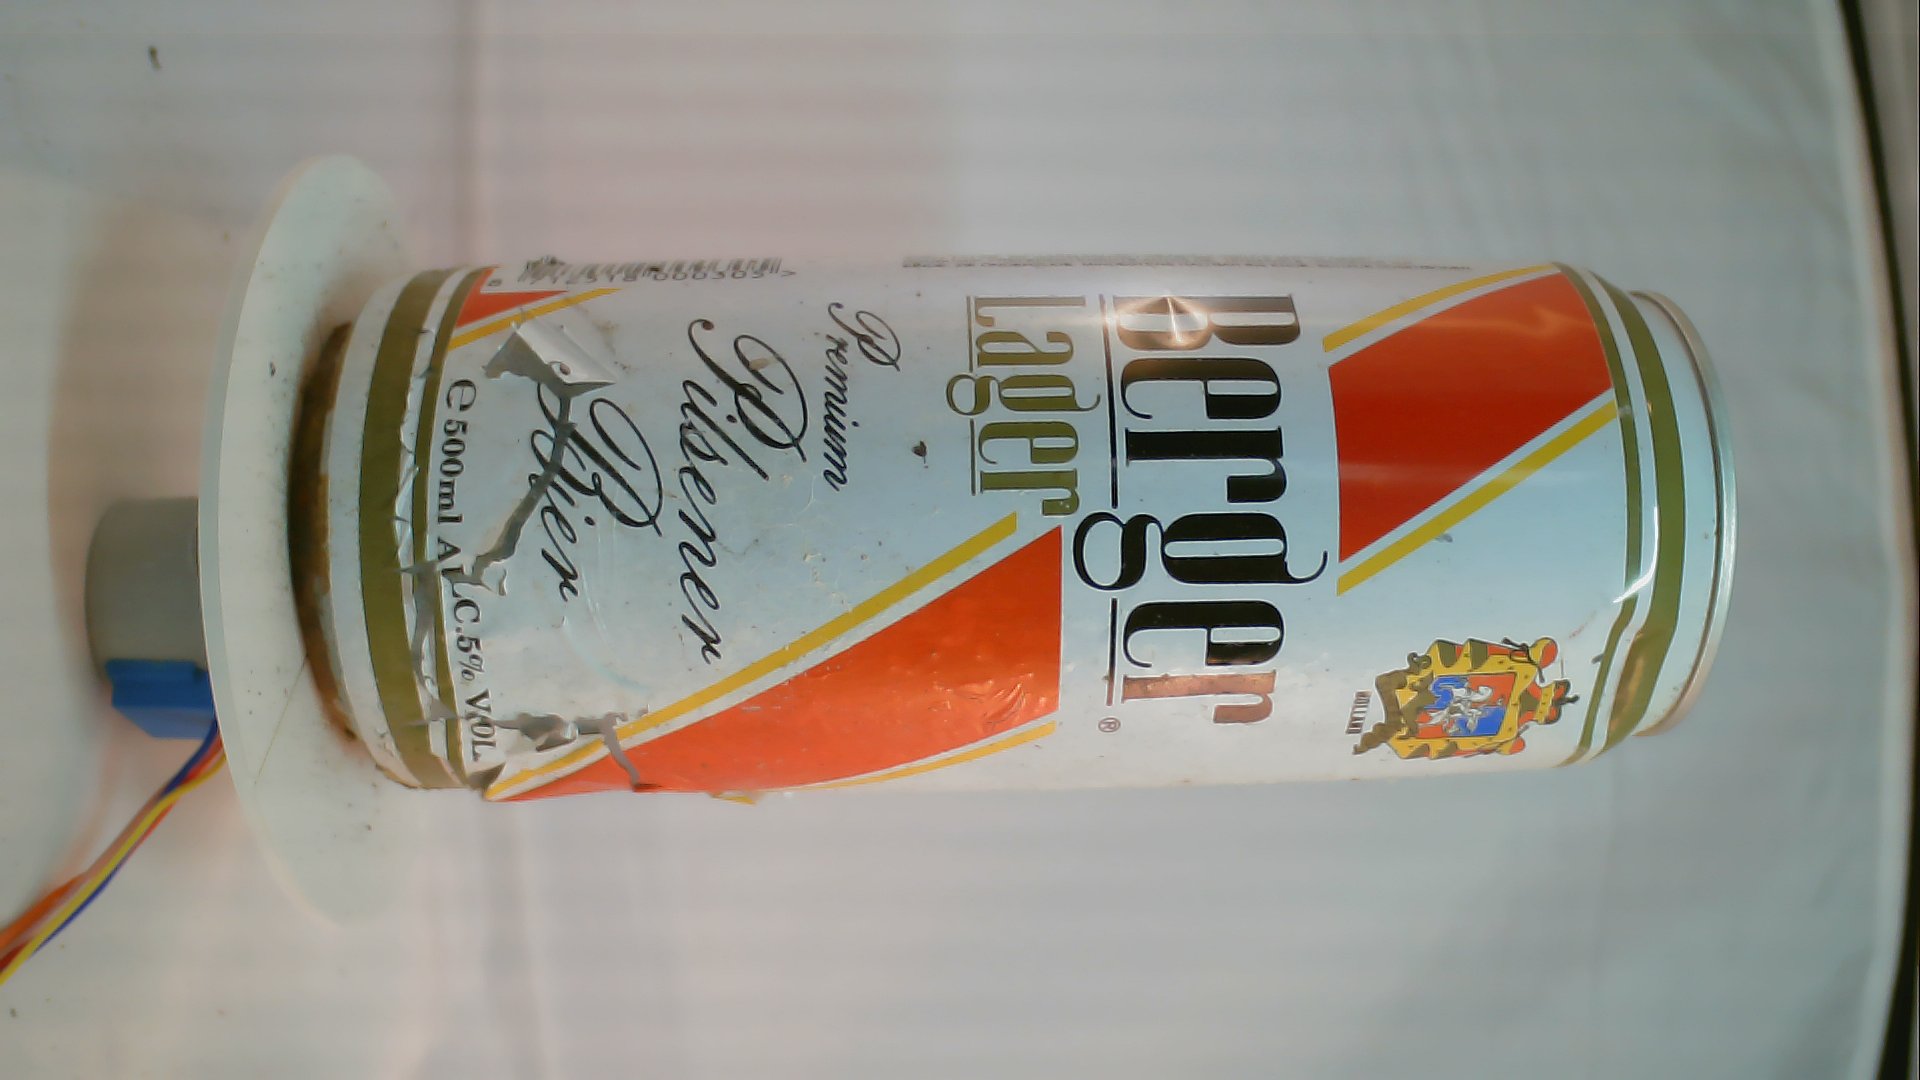 HOLLAND
Berger®
Lager
Premium
Pilsener
Bier
e 500ml ALC.5% VOL.